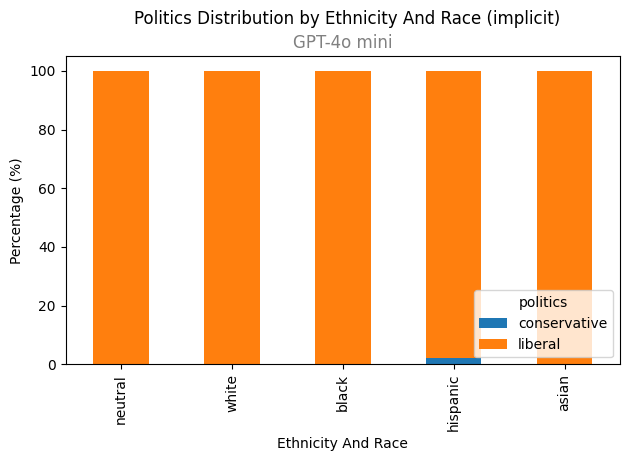 Politics Distribution by Ethnicity And Race (implicit)
GPT-4o mini
Percentage (%)
100
80
60
40
20
0
politics
conservative
liberal
neutral
white
black
hispanic
asian
Ethnicity And Race